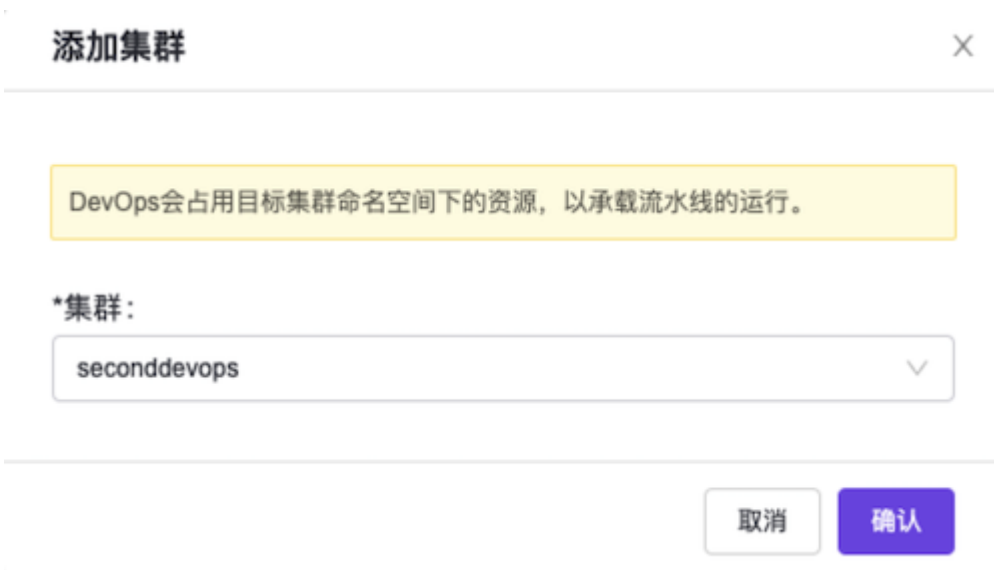 添加集群
DevOps会占用目标集群命名空间下的资源，以承载流水线的运行。
*集群：
seconddevops
取消
确认